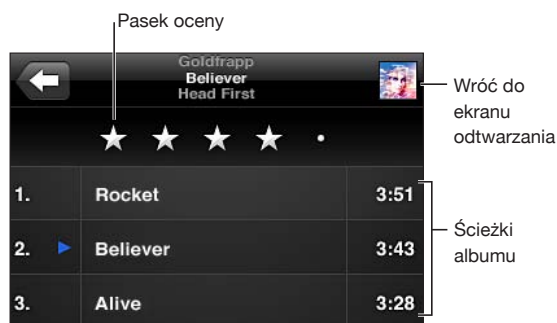 Pasek oceny
Goldfrapp
Believer
Head First
Wróć do
ekranu
odtwarzania
1. Rocket 3:51
2. Believer 3:43
3. Alive 3:28
Ścieżki
albumu